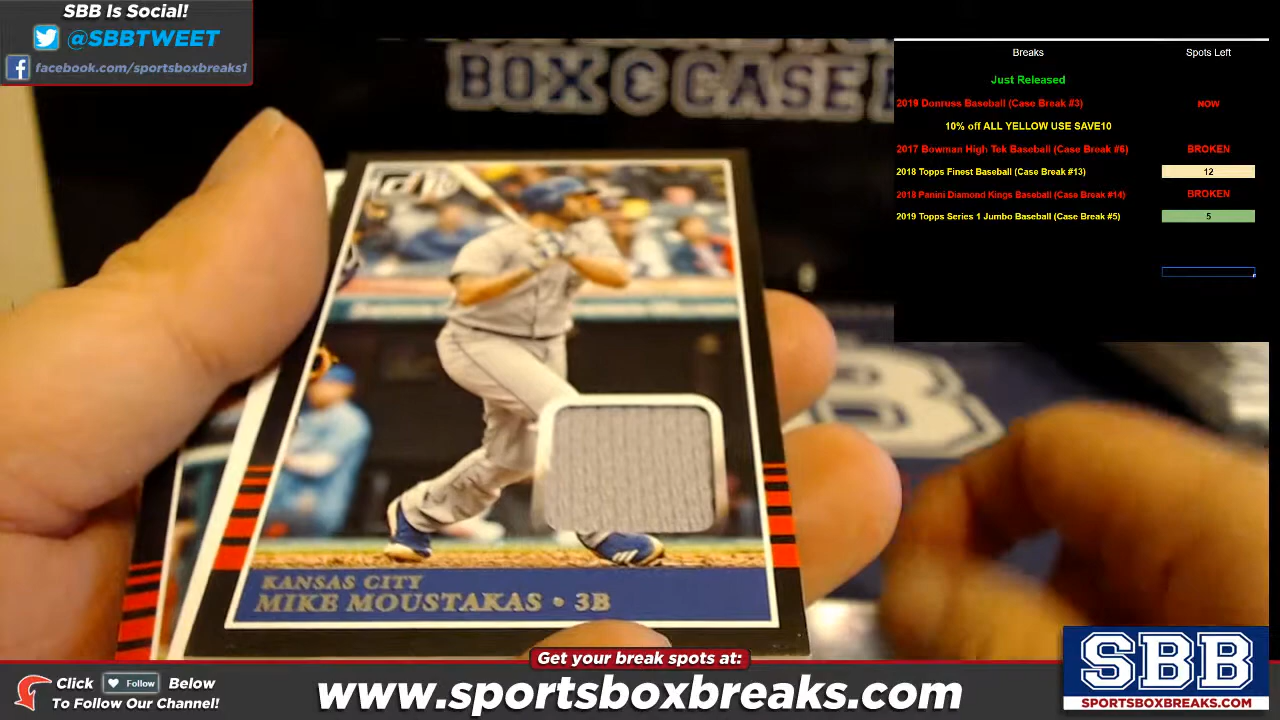 SBB Is Social!
@SBBTWEET
facebook.com/sportsboxbreaks1
BOX & CASE
Breaks
Spots Left
Just Released
2019 Donruss Baseball (Case Break #3)
NOW
10% off ALL YELLOW USE SAVE10
2017 Bowman High Tek Baseball (Case Break #6)
BROKEN
2018 Topps Finest Baseball (Case Break #13)
12
2018 Panini Diamond Kings Baseball (Case Break #14)
BROKEN
2019 Topps Series 1 Jumbo Baseball (Case Break #5)
5
KANSAS CITY
MIKE MOUSTAKAS • 3B
Get your break spots at:
Click Follow Below
To Follow Our Channel!
www.sportsboxbreaks.com
SBB
SPORTSBOXBREAKS.COM